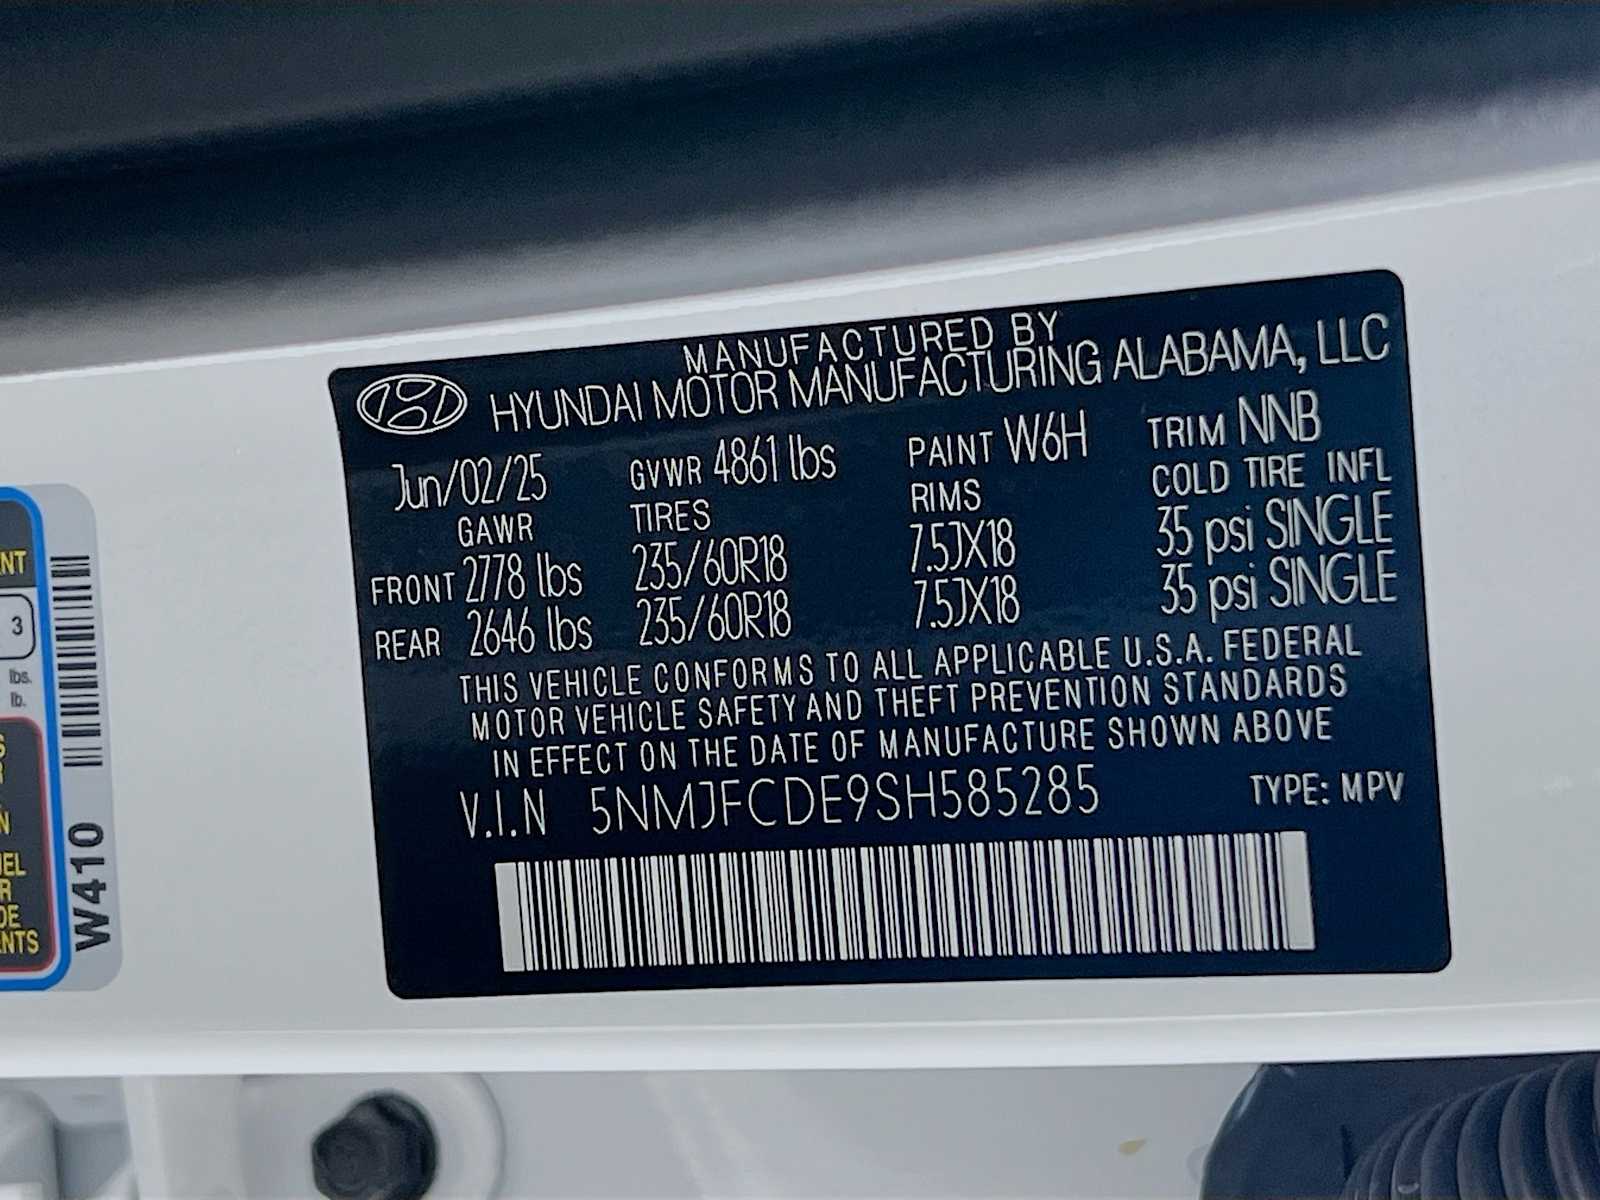 MANUFACTURED BY
HYUNDAI MOTOR MANUFACTURING ALABAMA, LLC
Jun/02/25 GVWR 4861 lbs PAINT W6H TRIM NNB
GAWR TIRES RIMS COLD TIRE INFL
FRONT 2778 lbs 235/60R18 7.5JX18 35 psi SINGLE
REAR 2646 lbs 235/60R18 7.5JX18 35 psi SINGLE
THIS VEHICLE CONFORMS TO ALL APPLICABLE U.S.A. FEDERAL
MOTOR VEHICLE SAFETY AND THEFT PREVENTION STANDARDS
IN EFFECT ON THE DATE OF MANUFACTURE SHOWN ABOVE
V.I.N 5NMJFCDE9SH585285 TYPE: MPV
3
lbs.
lb.
W410